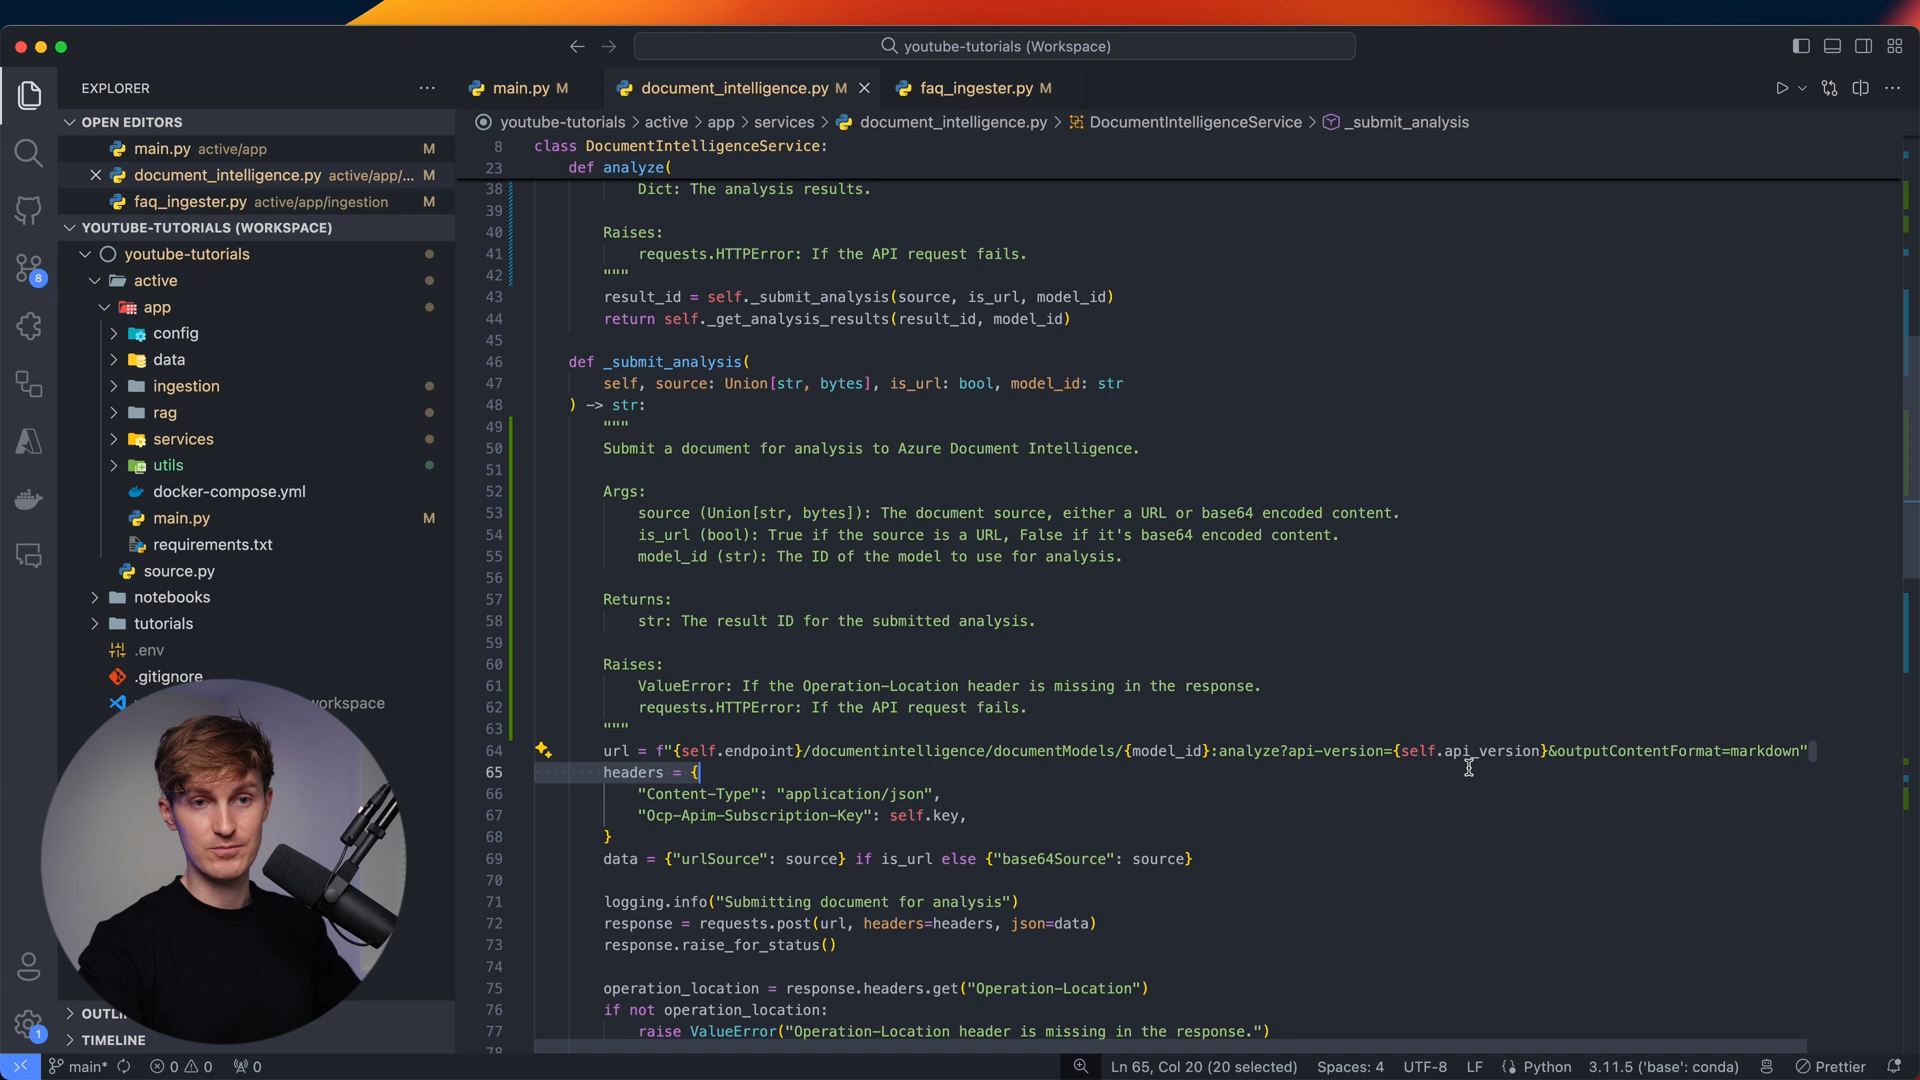 youtube-tutorials (Workspace)
EXPLORER
main.py M
document_intelligence.py M
faq_ingester.py M
OPEN EDITORS
main.py active/app M
document_intelligence.py active/app/... M
faq_ingester.py active/app/ingestion M
YOUTUBE-TUTORIALS (WORKSPACE)
youtube-tutorials
active
app
config
data
ingestion
rag
services
utils
docker-compose.yml
main.py M
requirements.txt
source.py
notebooks
tutorials
.env
.gitignore
workspace
OUTLI
TIMELINE
8
1
youtube-tutorials > active > app > services > document_intelligence.py > DocumentIntelligenceService > _submit_analysis
8 class DocumentIntelligenceService:
23 def analyze(
38 Dict: The analysis results.
39
40 Raises:
41 requests.HTTPError: If the API request fails.
42 """
43 result_id = self._submit_analysis(source, is_url, model_id)
44 return self._get_analysis_results(result_id, model_id)
45
46 def _submit_analysis(
47 self, source: Union[str, bytes], is_url: bool, model_id: str
48 ) -> str:
49 """
50 Submit a document for analysis to Azure Document Intelligence.
51
52 Args:
53 source (Union[str, bytes]): The document source, either a URL or base64 encoded content.
54 is_url (bool): True if the source is a URL, False if it's base64 encoded content.
55 model_id (str): The ID of the model to use for analysis.
56
57 Returns:
58 str: The result ID for the submitted analysis.
59
60 Raises:
61 ValueError: If the Operation-Location header is missing in the response.
62 requests.HTTPError: If the API request fails.
63 """
64 url = f"{self.endpoint}/documentintelligence/documentModels/{model_id}:analyze?api-version={self.api_version}&outputContentFormat=markdown"
65 headers = {
66 "Content-Type": "application/json",
67 "Ocp-Apim-Subscription-Key": self.key,
68 }
69 data = {"urlSource": source} if is_url else {"base64Source": source}
70
71 logging.info("Submitting document for analysis")
72 response = requests.post(url, headers=headers, json=data)
73 response.raise_for_status()
74
75 operation_location = response.headers.get("Operation-Location")
76 if not operation_location:
77 raise ValueError("Operation-Location header is missing in the response.")
78
main* 0 0 0 Ln 65, Col 20 (20 selected) Spaces: 4 UTF-8 LF Python 3.11.5 ('base': conda) Prettier